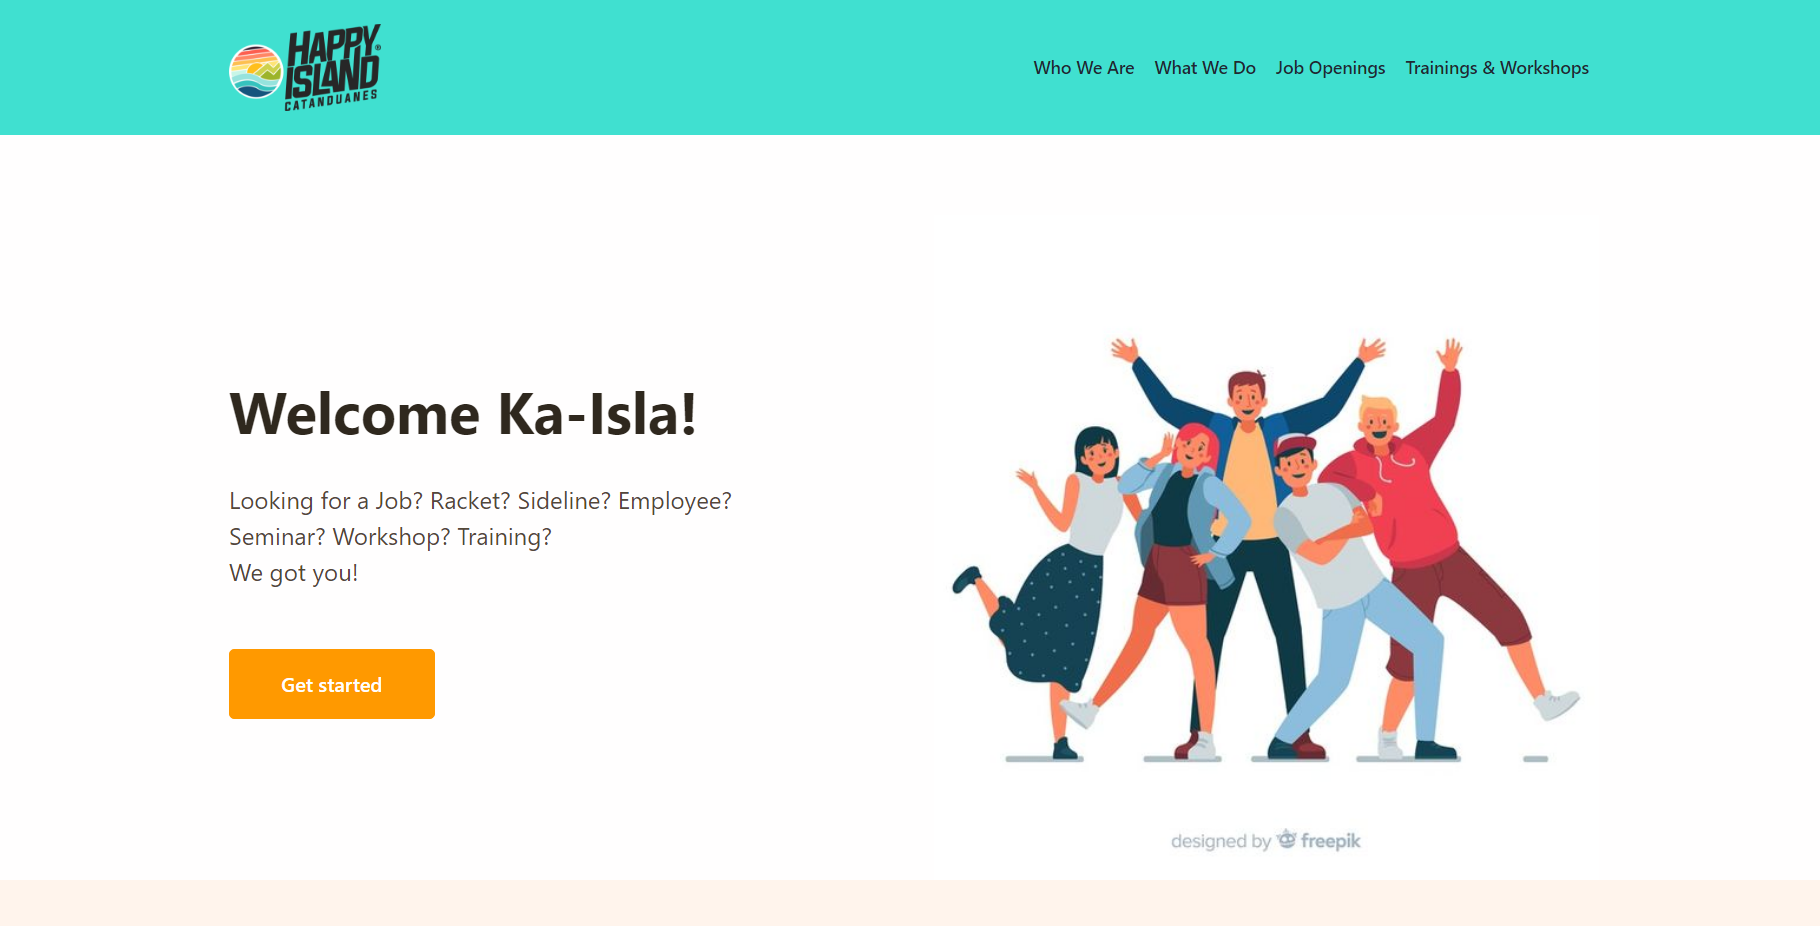 HAPPY
ISLAND
CATANDUANES
Who We Are What We Do Job Openings Trainings & Workshops
Welcome Ka-Isla!
Looking for a Job? Racket? Sideline? Employee?
Seminar? Workshop? Training?
We got you!
Get started
designed by freepik